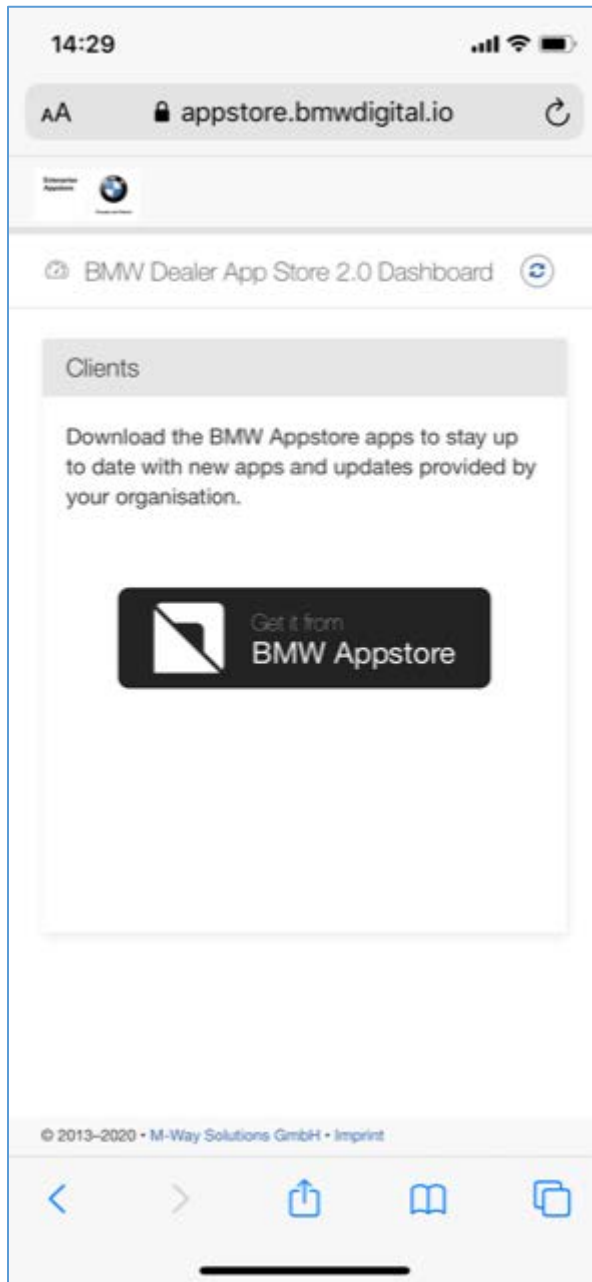 14:29
AA appstore.bmwdigital.io
Enterprise
Appstore
BMW Dealer App Store 2.0 Dashboard
Clients
Download the BMW Appstore apps to stay up
to date with new apps and updates provided by
your organisation.
Get it from
BMW Appstore
© 2013–2020 • M-Way Solutions GmbH • Imprint